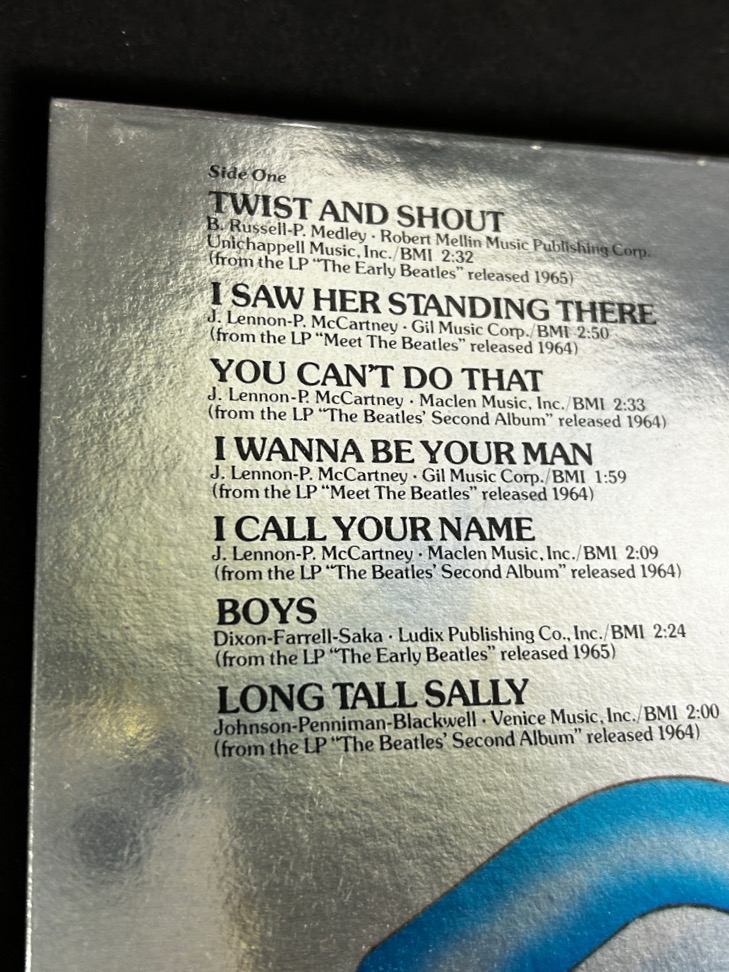 Side One
TWIST AND SHOUT
B. Russell-P. Medley · Robert Mellin Music Publishing Corp.
Unichappell Music, Inc./BMI 2:32
(from the LP “The Early Beatles” released 1965)
I SAW HER STANDING THERE
J. Lennon-P. McCartney · Gil Music Corp./BMI 2:50
(from the LP “Meet The Beatles” released 1964)
YOU CAN'T DO THAT
J. Lennon-P. McCartney · Maclen Music, Inc./BMI 2:33
(from the LP “The Beatles' Second Album” released 1964)
I WANNA BE YOUR MAN
J. Lennon-P. McCartney · Gil Music Corp./BMI 1:59
(from the LP “Meet The Beatles” released 1964)
I CALL YOUR NAME
J. Lennon-P. McCartney · Maclen Music, Inc./BMI 2:09
(from the LP “The Beatles' Second Album” released 1964)
BOYS
Dixon-Farrell-Saka · Ludix Publishing Co., Inc./BMI 2:24
(from the LP “The Early Beatles” released 1965)
LONG TALL SALLY
Johnson-Penniman-Blackwell · Venice Music, Inc./BMI 2:00
(from the LP “The Beatles' Second Album” released 1964)